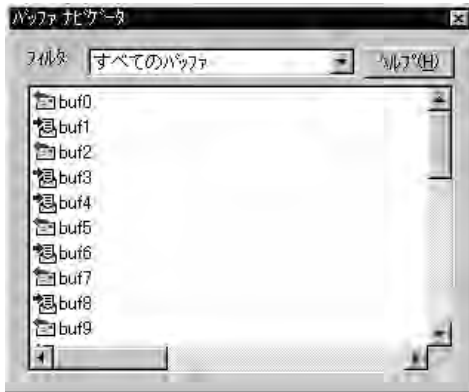 ﾊﾞｯﾌｧ ﾅﾋﾞｹﾞｰﾀ
ﾌｨﾙﾀ すべてのﾊﾞｯﾌｧ ﾍﾙﾌﾟ(H)
buf0
buf1
buf2
buf3
buf4
buf5
buf6
buf7
buf8
buf9